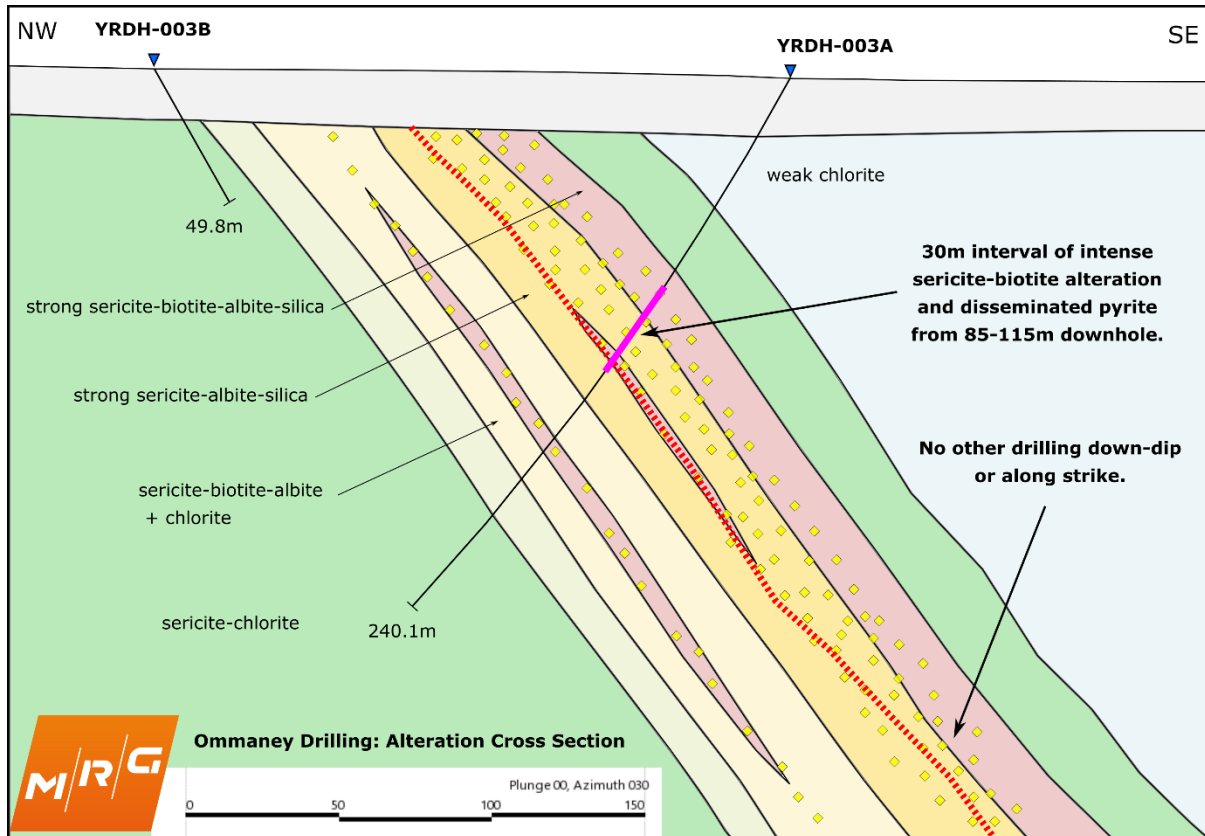 NW
YRDH-003B
YRDH-003A
SE
weak chlorite
49.8m
30m interval of intense
sericite-biotite alteration
and disseminated pyrite
from 85-115m downhole.
strong sericite-biotite-albite-silica
strong sericite-albite-silica
No other drilling down-dip
or along strike.
sericite-biotite-albite
+ chlorite
sericite-chlorite
240.1m
M/R/G
Ommaney Drilling: Alteration Cross Section
Plunge 00, Azimuth 030
0 50 100 150